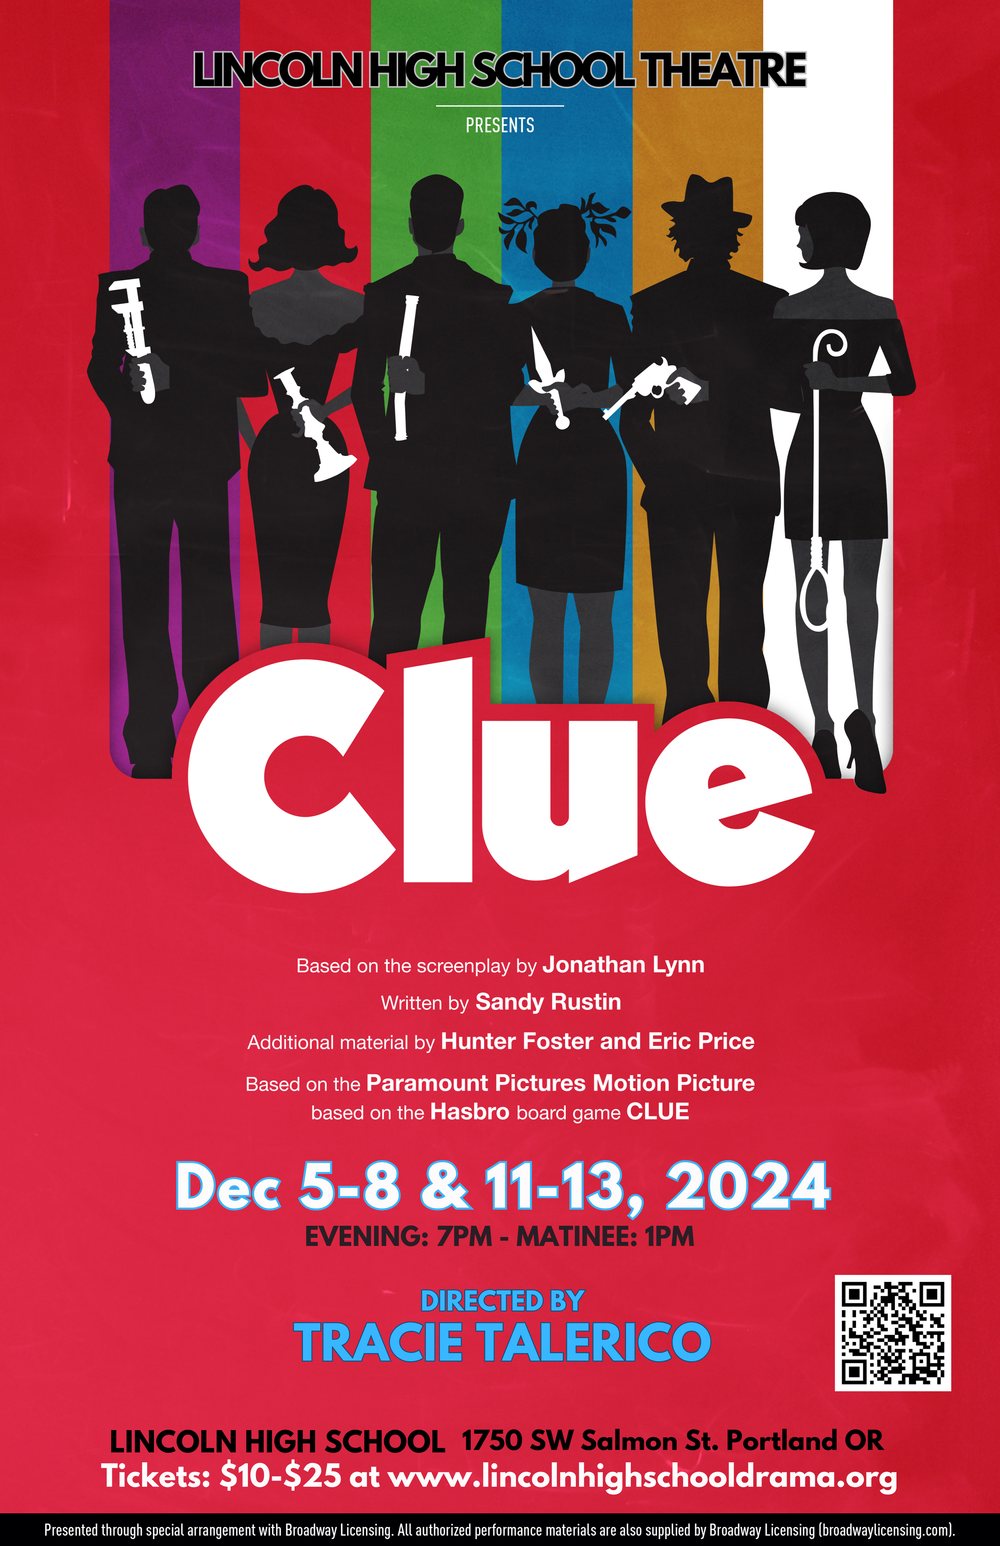 LINCOLN HIGH SCHOOL THEATRE
PRESENTS
Clue
Based on the screenplay by Jonathan Lynn
Written by Sandy Rustin
Additional material by Hunter Foster and Eric Price
Based on the Paramount Pictures Motion Picture
based on the Hasbro board game CLUE
Dec 5-8 & 11-13, 2024
EVENING: 7PM - MATINEE: 1PM
DIRECTED BY
TRACIE TALERICO
LINCOLN HIGH SCHOOL 1750 SW Salmon St. Portland OR
Tickets: $10-$25 at www.lincolnhighschooldrama.org
Presented through special arrangement with Broadway Licensing. All authorized performance materials are also supplied by Broadway Licensing (broadwaylicensing.com).